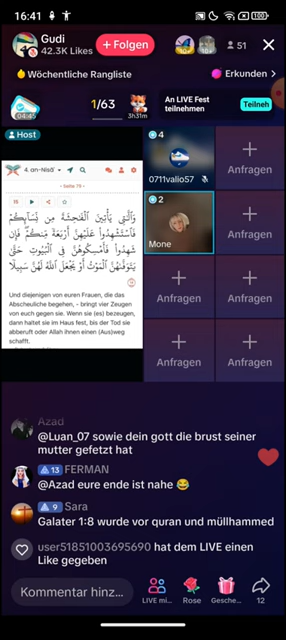 16:41
100%
Gudi
42.3K Likes
+ Folgen
51
Wöchentliche Rangliste
Erkunden >
04:45
1/63
3h31m
An LIVE Fest
teilnehmen
Teilneh
Host
4
4. an-Nisāʾ
- Seite 79 -
وَٱلَّـٰتِى يَأْتِينَ ٱلْفَـٰحِشَةَ مِن نِّسَآئِكُمْ
فَٱسْتَشْهِدُوا۟ عَلَيْهِنَّ أَرْبَعَةً مِّنكُمْ ۖ فَإِن
شَهِدُوا۟ فَأَمْسِكُوهُنَّ فِى ٱلْبُيُوتِ حَتَّىٰ
يَتَوَفَّىٰهُنَّ ٱلْمَوْتُ أَوْ يَجْعَلَ ٱللَّهُ لَهُنَّ سَبِيلًا
Und diejenigen von euren Frauen, die das
Abscheuliche begehen, - bringt vier Zeugen
von euch gegen sie. Wenn sie (es) bezeugen,
dann haltet sie im Haus fest, bis der Tod sie
abberuft oder Allah ihnen einen (Aus)weg
schafft.
0711valio57
Anfragen
2
Mone
Anfragen
Anfragen
Anfragen
Anfragen
Anfragen
Azad
@Luan_07 sowie dein gott die brust seiner
mutter gefetzt hat
13 FERMAN
@Azad eure ende ist nahe 😂
9 Sara
Galater 1:8 wurde vor quran und müllhammed
user51851003695690 hat dem LIVE einen
Like gegeben
Kommentar hinz...
LIVE mi...
Rose
Gesche...
12